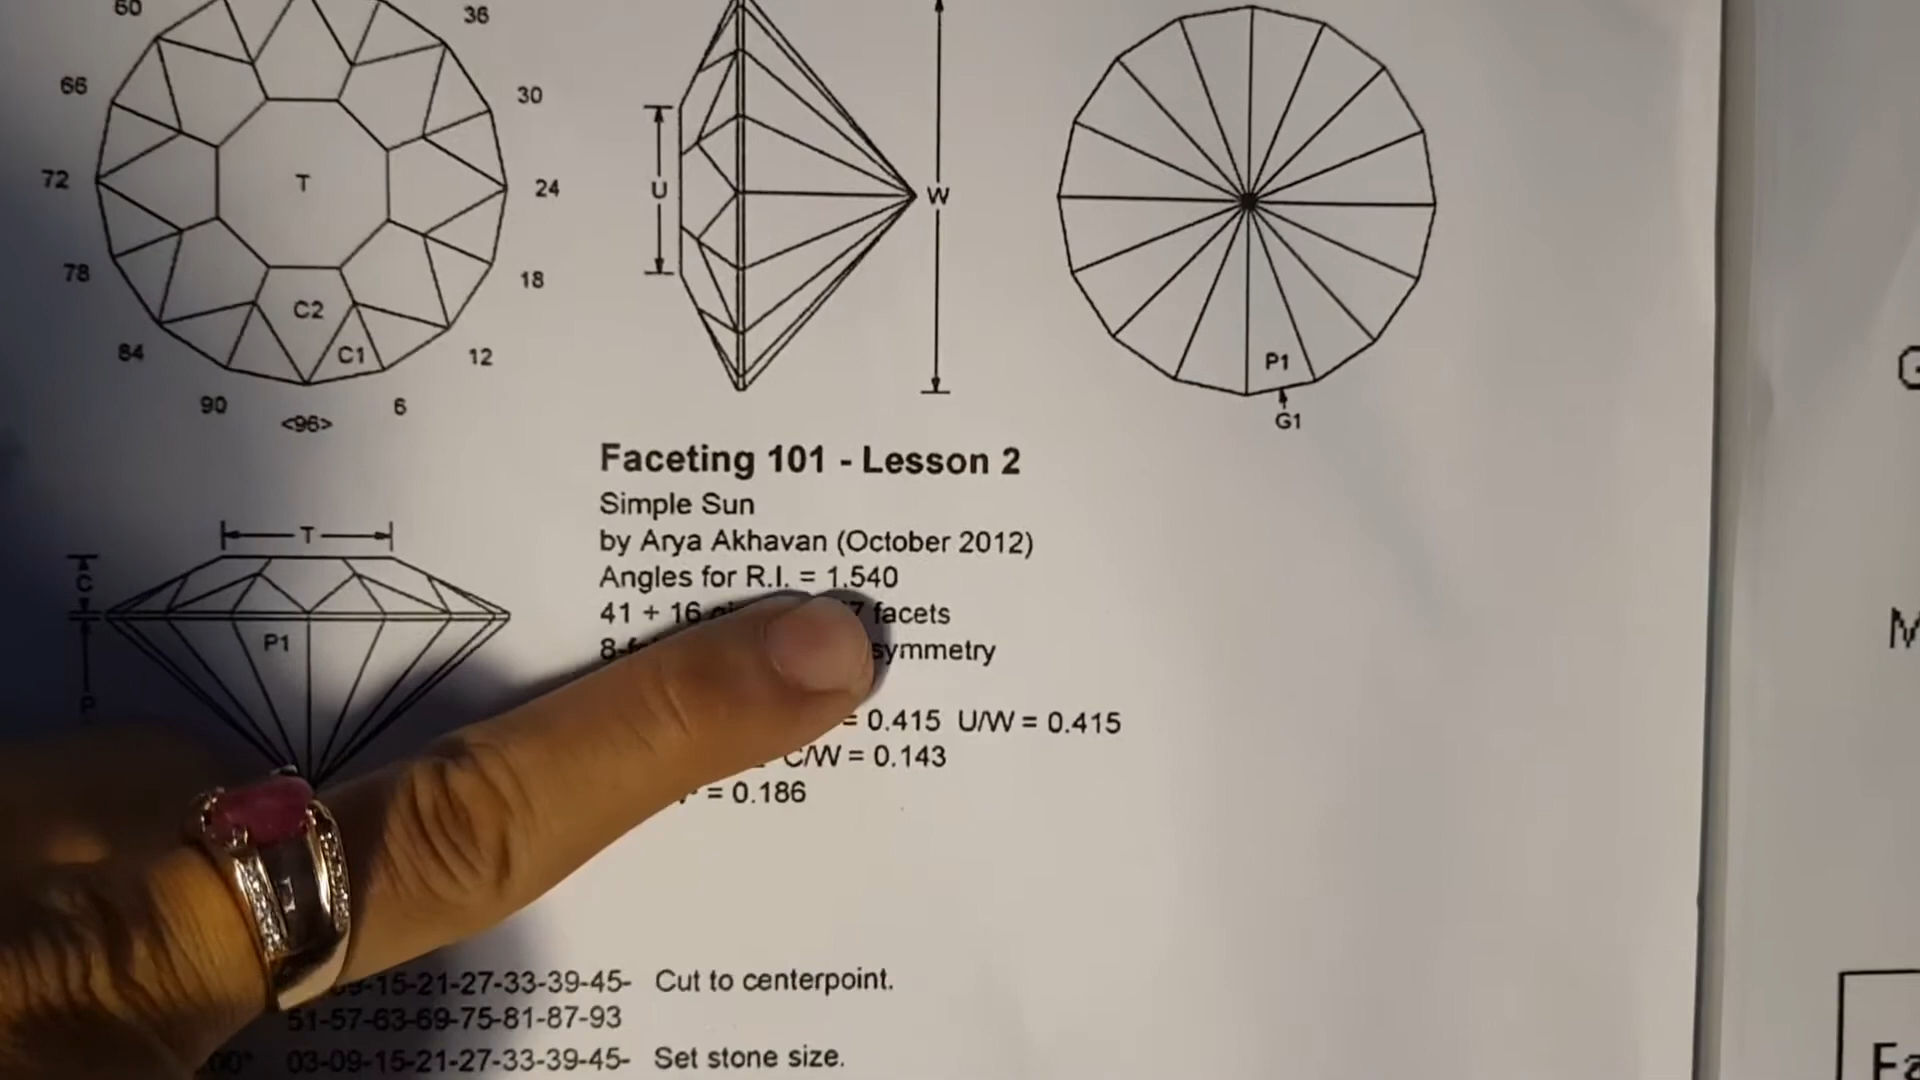 60
36
66
30
72
T
24
U
W
78
18
C2
84
C1
12
P1
90
6
<96>
G1
Faceting 101 - Lesson 2
Simple Sun
by Arya Akhavan (October 2012)
T
Angles for R.I. = 1.540
C
41 + 16 facets
P1
symmetry
P
= 0.415 U/W = 0.415
C/W = 0.143
= 0.186
15-21-27-33-39-45- Cut to centerpoint.
51-57-63-69-75-81-87-93
03-09-15-21-27-33-39-45- Set stone size.